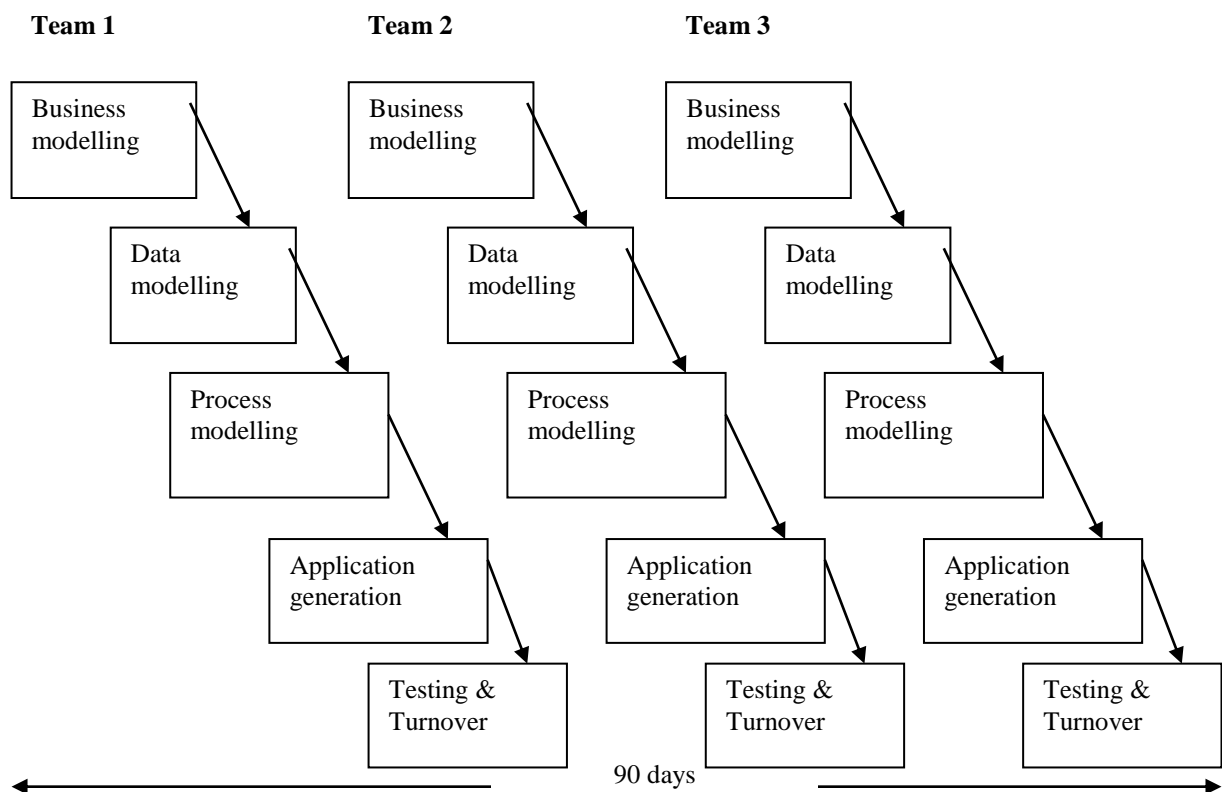 Team 1
Team 2
Team 3
Business
modelling
Business
modelling
Business
modelling
Data
modelling
Data
modelling
Data
modelling
Process
modelling
Process
modelling
Process
modelling
Application
generation
Application
generation
Application
generation
Testing &
Turnover
Testing &
Turnover
Testing &
Turnover
90 days